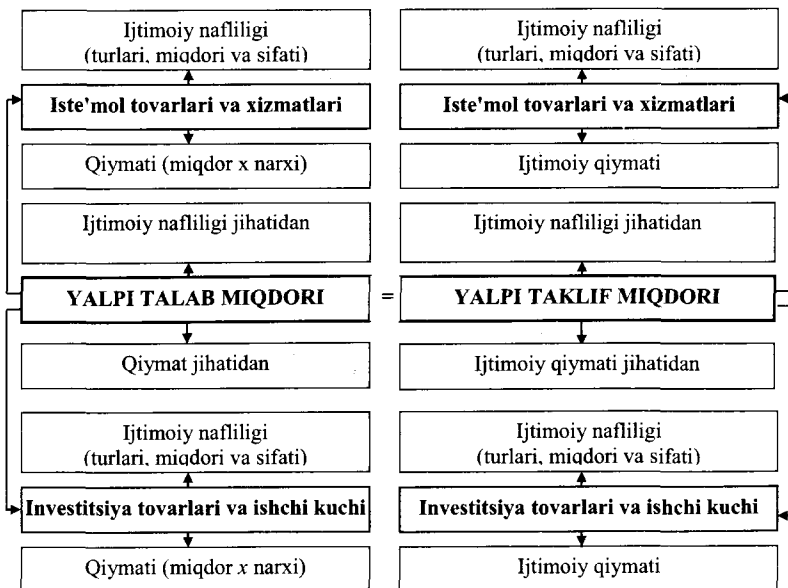 Ijtimoiy nafliligi
(turlari, miqdori va sifati)
Iste'mol tovarlari va xizmatlari
Qiymati (miqdor x narxi)
Ijtimoiy nafliligi jihatidan
YALPI TALAB MIQDORI
Qiymat jihatidan
Ijtimoiy nafliligi
(turlari, miqdori va sifati)
Investitsiya tovarlari va ishchi kuchi
Qiymati (miqdor x narxi)
=
Ijtimoiy nafliligi
(turlari, miqdori va sifati)
Iste'mol tovarlari va xizmatlari
Ijtimoiy qiymati
Ijtimoiy nafliligi jihatidan
YALPI TAKLIF MIQDORI
Ijtimoiy qiymati jihatidan
Ijtimoiy nafliligi
(turlari, miqdori va sifati)
Investitsiya tovarlari va ishchi kuchi
Ijtimoiy qiymati